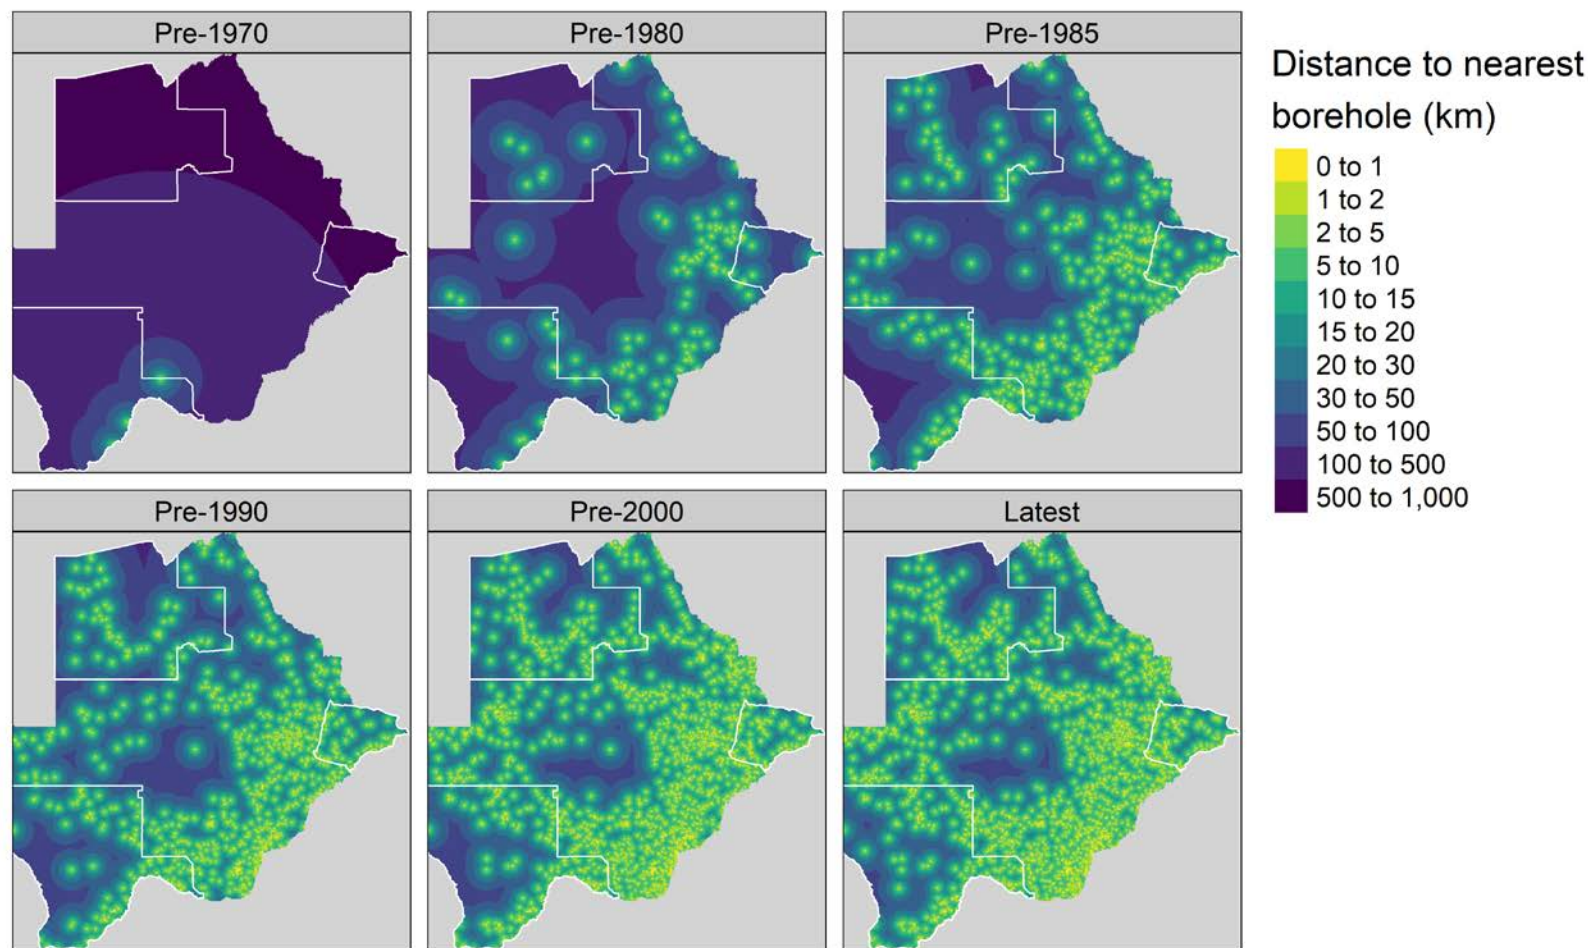 Pre-1970
Pre-1980
Pre-1985
Distance to nearest
borehole (km)
0 to 1
1 to 2
2 to 5
5 to 10
10 to 15
15 to 20
20 to 30
30 to 50
50 to 100
100 to 500
500 to 1,000
Pre-1990
Pre-2000
Latest